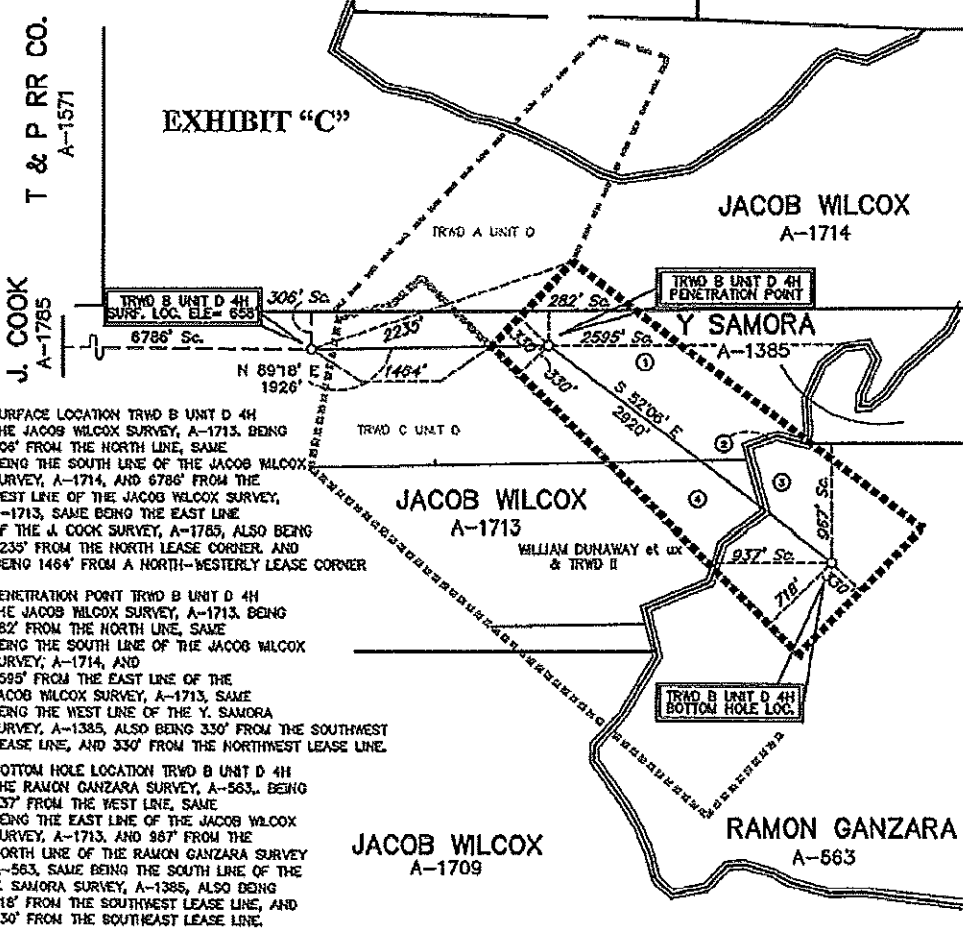 T & P RR CO.
A-1571
EXHIBIT “C”
JACOB WILCOX
A-1714
TRWD A UNIT D
J. COOK
A-1785
TRWD B UNIT D 4H
SURF. LOC. ELE= 658'
306' Sc.
282' Sc.
TRWD B UNIT D 4H
PENETRATION POINT
Y SAMORA
A-1385
6786' Sc.
2235'
330'
2595' Sc.
N 8918' E
1926'
1464'
330'
①
S 52'06' E
2920'
TRWD C UNIT D
②
③
④
JACOB WILCOX
A-1713
967' Sc.
WILLIAM DUNAWAY et ux
& TRWD II
937' Sc.
718'
330'
TRWD B UNIT D 4H
BOTTOM HOLE LOC.
URFACE LOCATION TRWD B UNIT D 4H
HE JACOB WILCOX SURVEY, A-1713, BEING
06' FROM THE NORTH LINE, SAME
EING THE SOUTH LINE OF THE JACOB WILCOX
URVEY, A-1714, AND 6786' FROM THE
EST LINE OF THE JACOB WILCOX SURVEY,
-1713, SAME BEING THE EAST LINE
F THE J. COOK SURVEY, A-1785, ALSO BEING
235' FROM THE NORTH LEASE CORNER, AND
EING 1464' FROM A NORTH-WESTERLY LEASE CORNER
ENETRATION POINT TRWD B UNIT D 4H
HE JACOB WILCOX SURVEY, A-1713, BEING
82' FROM THE NORTH LINE, SAME
EING THE SOUTH LINE OF THE JACOB WILCOX
URVEY, A-1714, AND
595' FROM THE EAST LINE OF THE
ACOB WILCOX SURVEY, A-1713, SAME
EING THE WEST LINE OF THE Y. SAMORA
URVEY, A-1385, ALSO BEING 330' FROM THE SOUTHWEST
EASE LINE, AND 330' FROM THE NORTHWEST LEASE LINE.
OTTOM HOLE LOCATION TRWD B UNIT D 4H
HE RAMON GANZARA SURVEY, A-563,. BEING
37' FROM THE WEST LINE, SAME
EING THE EAST LINE OF THE JACOB WILCOX
URVEY, A-1713, AND 967' FROM THE
ORTH LINE OF THE RAMON GANZARA SURVEY
-563, SAME BEING THE SOUTH LINE OF THE
. SAMORA SURVEY, A-1385, ALSO BEING
18' FROM THE SOUTHWEST LEASE LINE, AND
30' FROM THE SOUTHEAST LEASE LINE.
JACOB WILCOX
A-1709
RAMON GANZARA
A-563